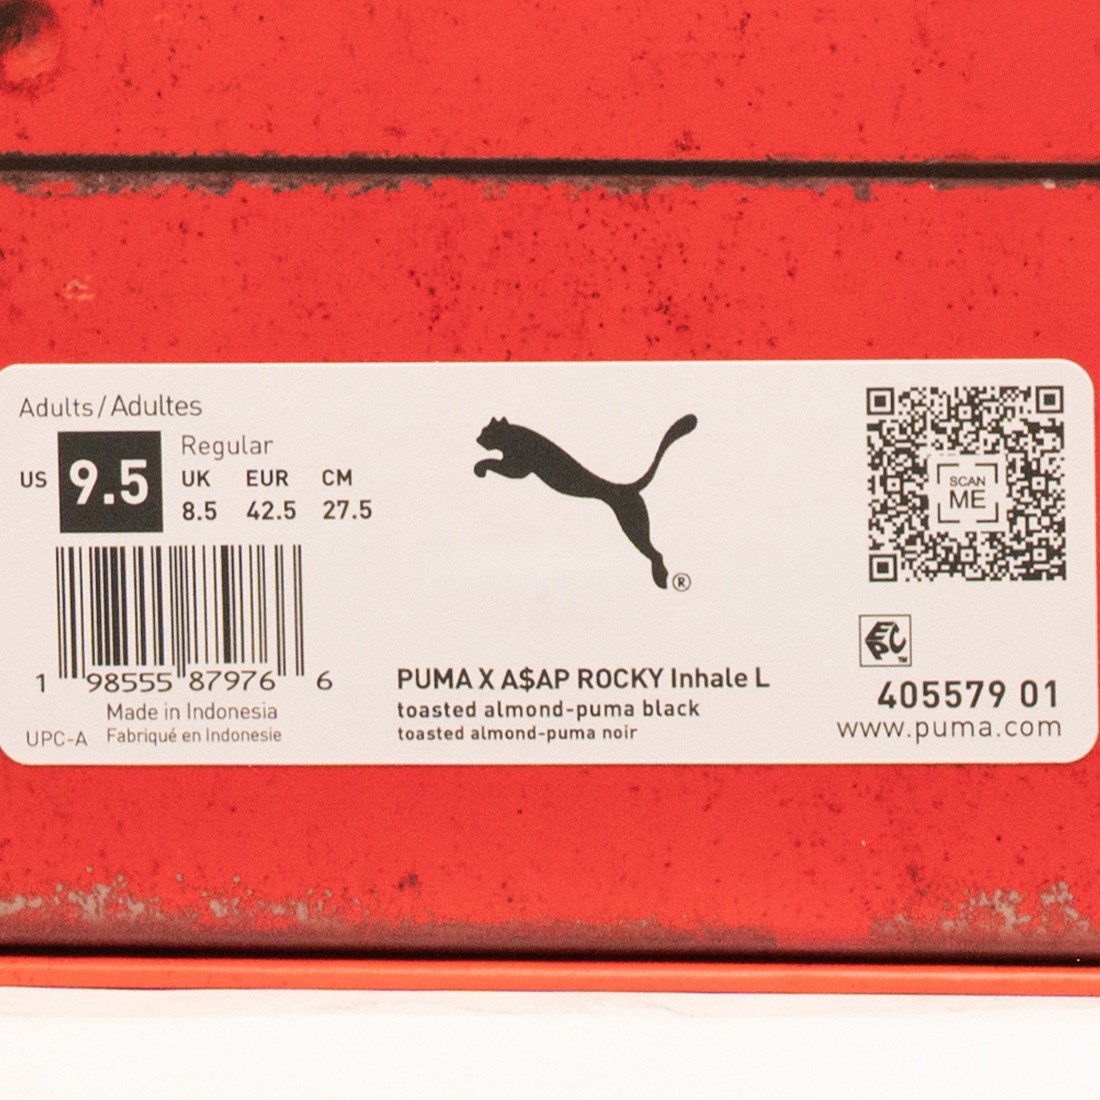 Adults/Adultes
US 9.5
Regular
UK EUR CM
8.5 42.5 27.5
1 98555 87976 6
Made in Indonesia
UPC-A Fabriqué en Indonesie
®
PUMA X A$AP ROCKY Inhale L
toasted almond-puma black
toasted almond-puma noir
SCAN
ME
EPC™
405579 01
www.puma.com